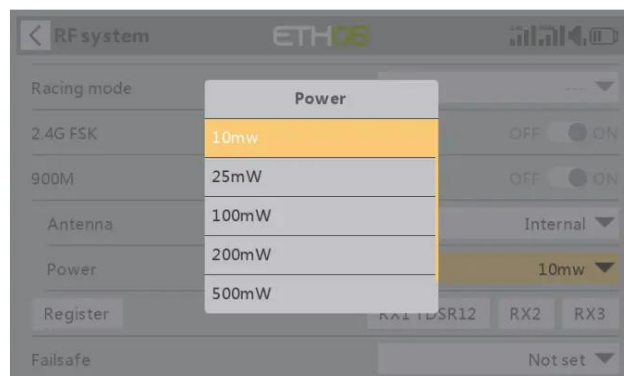 RF system
ETHOS
Racing mode
---
Power
2.4G FSK
OFF ON
10mw
900M
OFF ON
25mW
Antenna
Internal
100mW
Power
10mw
200mW
Register
RX1 TDSR12 RX2 RX3
500mW
Failsafe
Not set